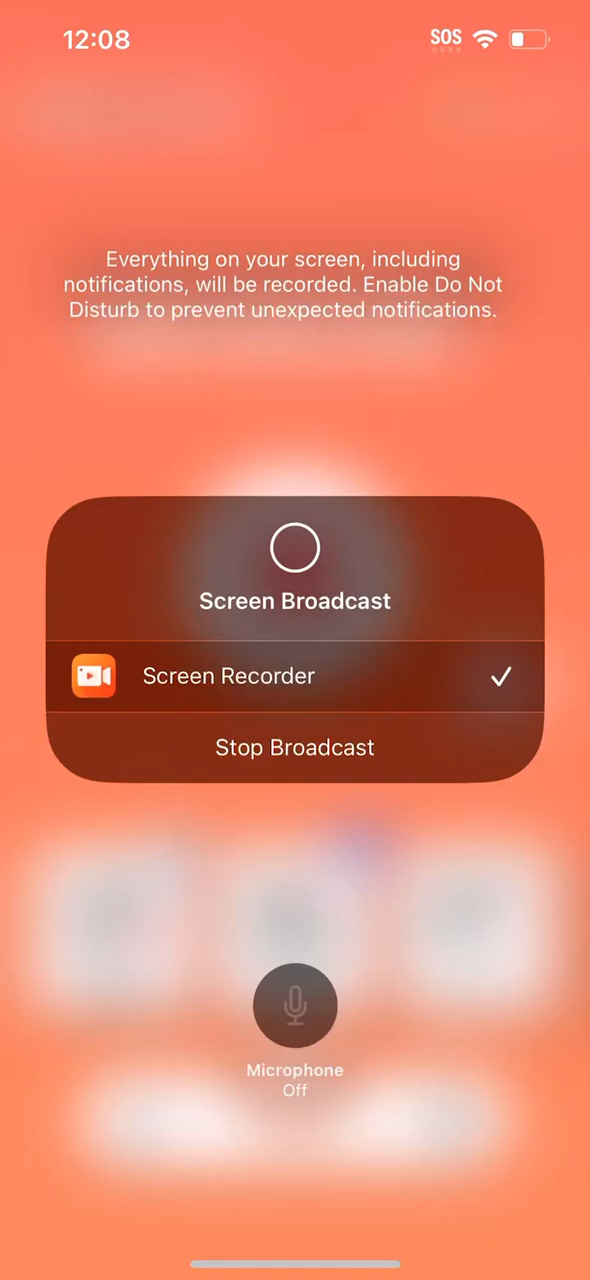 12:08
SOS
Everything on your screen, including
notifications, will be recorded. Enable Do Not
Disturb to prevent unexpected notifications.
Screen Broadcast
Screen Recorder
Stop Broadcast
Microphone
Off